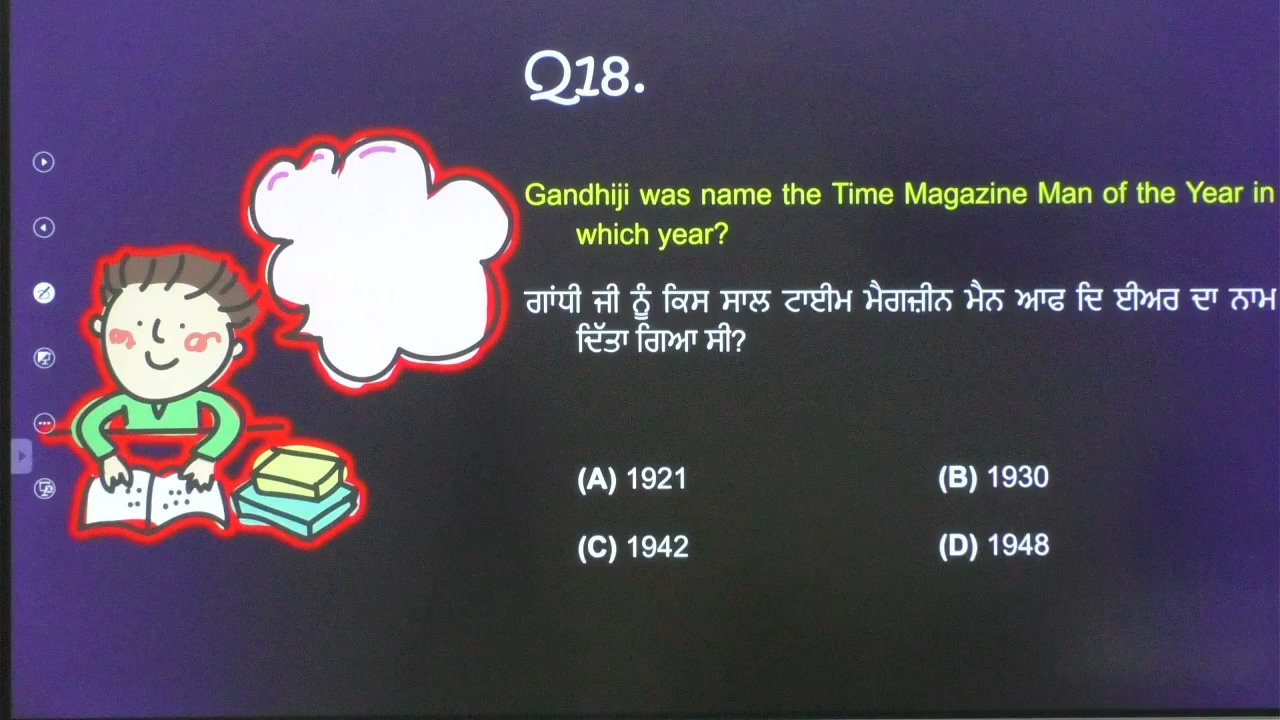 Q18.
Gandhiji was name the Time Magazine Man of the Year in
which year?
ਗਾਂਧੀ ਜੀ ਨੂੰ ਕਿਸ ਸਾਲ ਟਾਈਮ ਮੈਗਜ਼ੀਨ ਮੈਨ ਆਫ ਦਿ ਈਅਰ ਦਾ ਨਾਮ
ਦਿੱਤਾ ਗਿਆ ਸੀ?
(A) 1921
(B) 1930
(C) 1942
(D) 1948